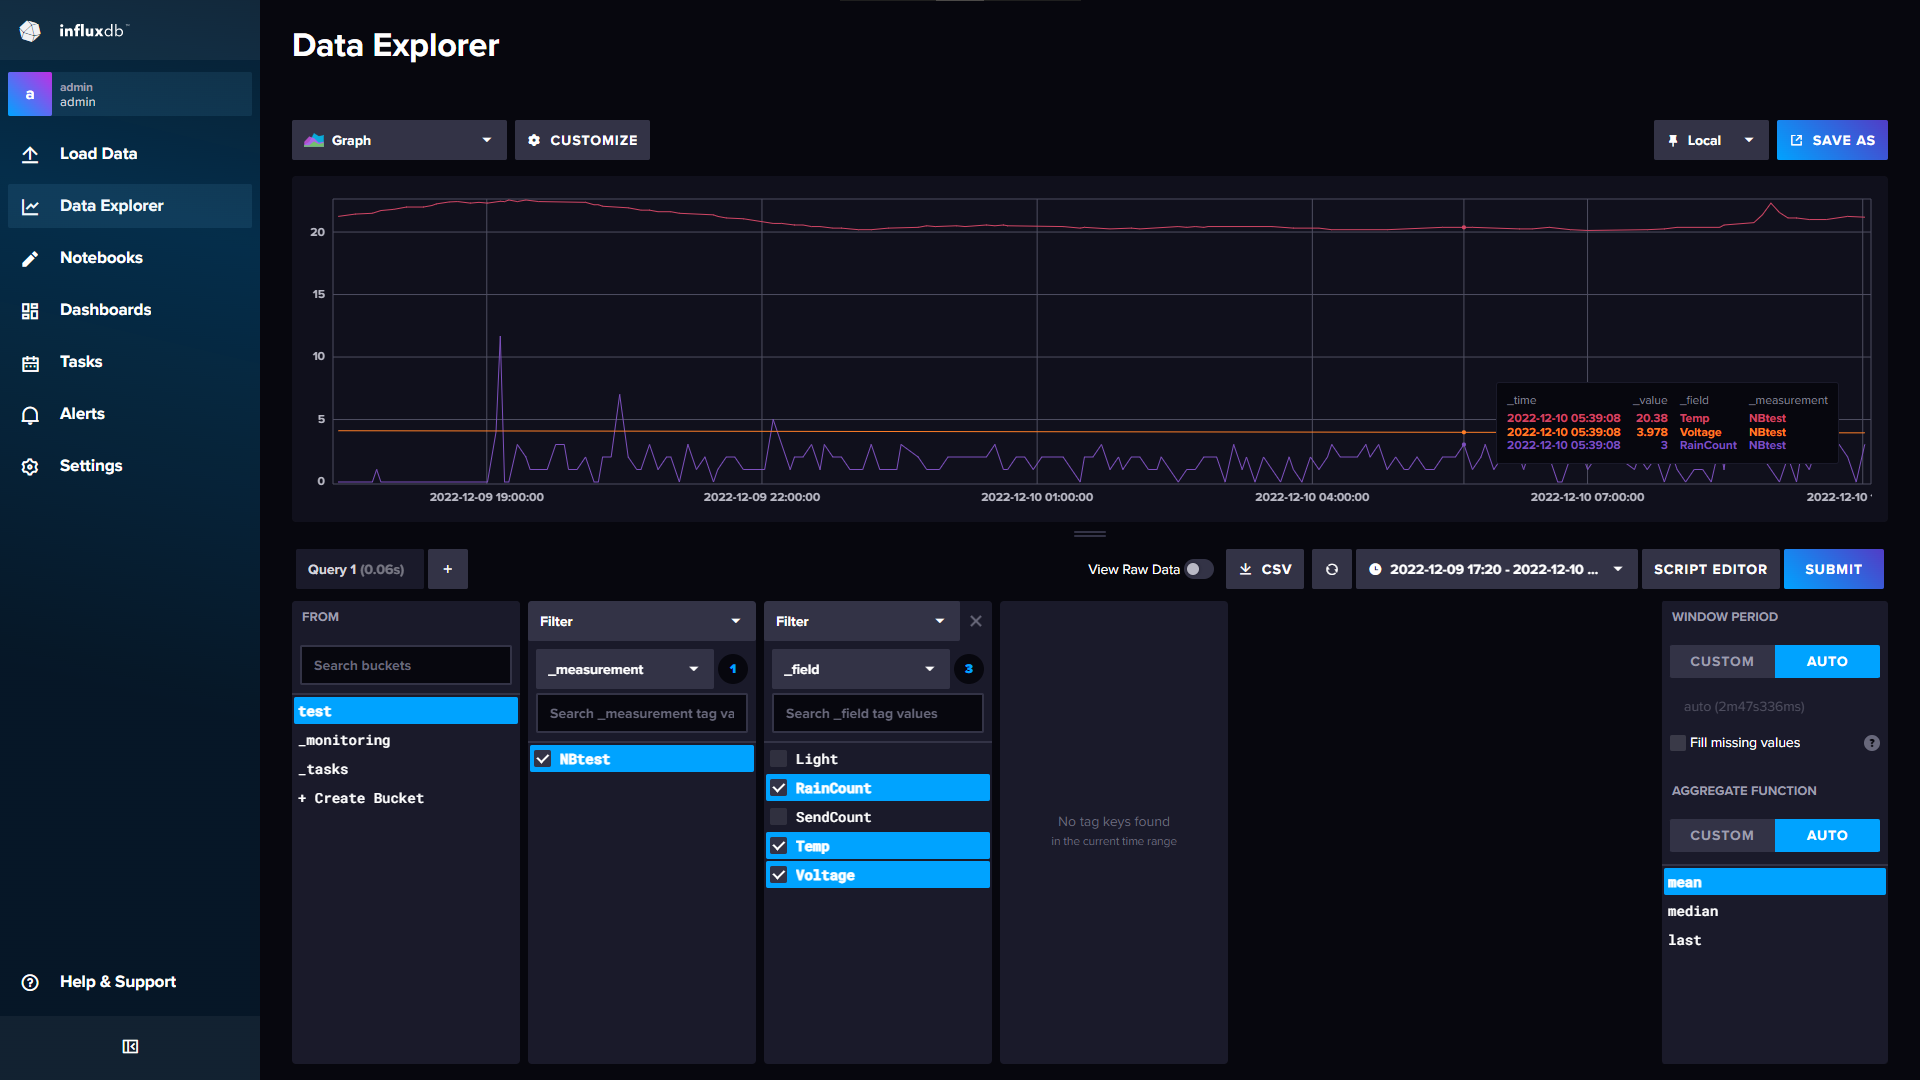 influxdb™
a
admin
admin
Load Data
Data Explorer
Notebooks
Dashboards
Tasks
Alerts
Settings
Help & Support
Data Explorer
Graph
CUSTOMIZE
Local
SAVE AS
20
15
10
5
0
2022-12-09 19:00:00
2022-12-09 22:00:00
2022-12-10 01:00:00
2022-12-10 04:00:00
2022-12-10 07:00:00
2022-12-10
_time _value _field _measurement
2022-12-10 05:39:08 20.38 Temp NBtest
2022-12-10 05:39:08 3.978 Voltage NBtest
2022-12-10 05:39:08 3 RainCount NBtest
Query 1 (0.06s)
+
View Raw Data
CSV
2022-12-09 17:20 - 2022-12-10 ...
SCRIPT EDITOR
SUBMIT
FROM
Search buckets
test
_monitoring
_tasks
+ Create Bucket
Filter
_measurement
1
Search _measurement tag va
NBtest
Filter
_field
3
Search _field tag values
Light
RainCount
SendCount
Temp
Voltage
No tag keys found
in the current time range
WINDOW PERIOD
CUSTOM
AUTO
auto (2m47s336ms)
Fill missing values
?
AGGREGATE FUNCTION
CUSTOM
AUTO
mean
median
last